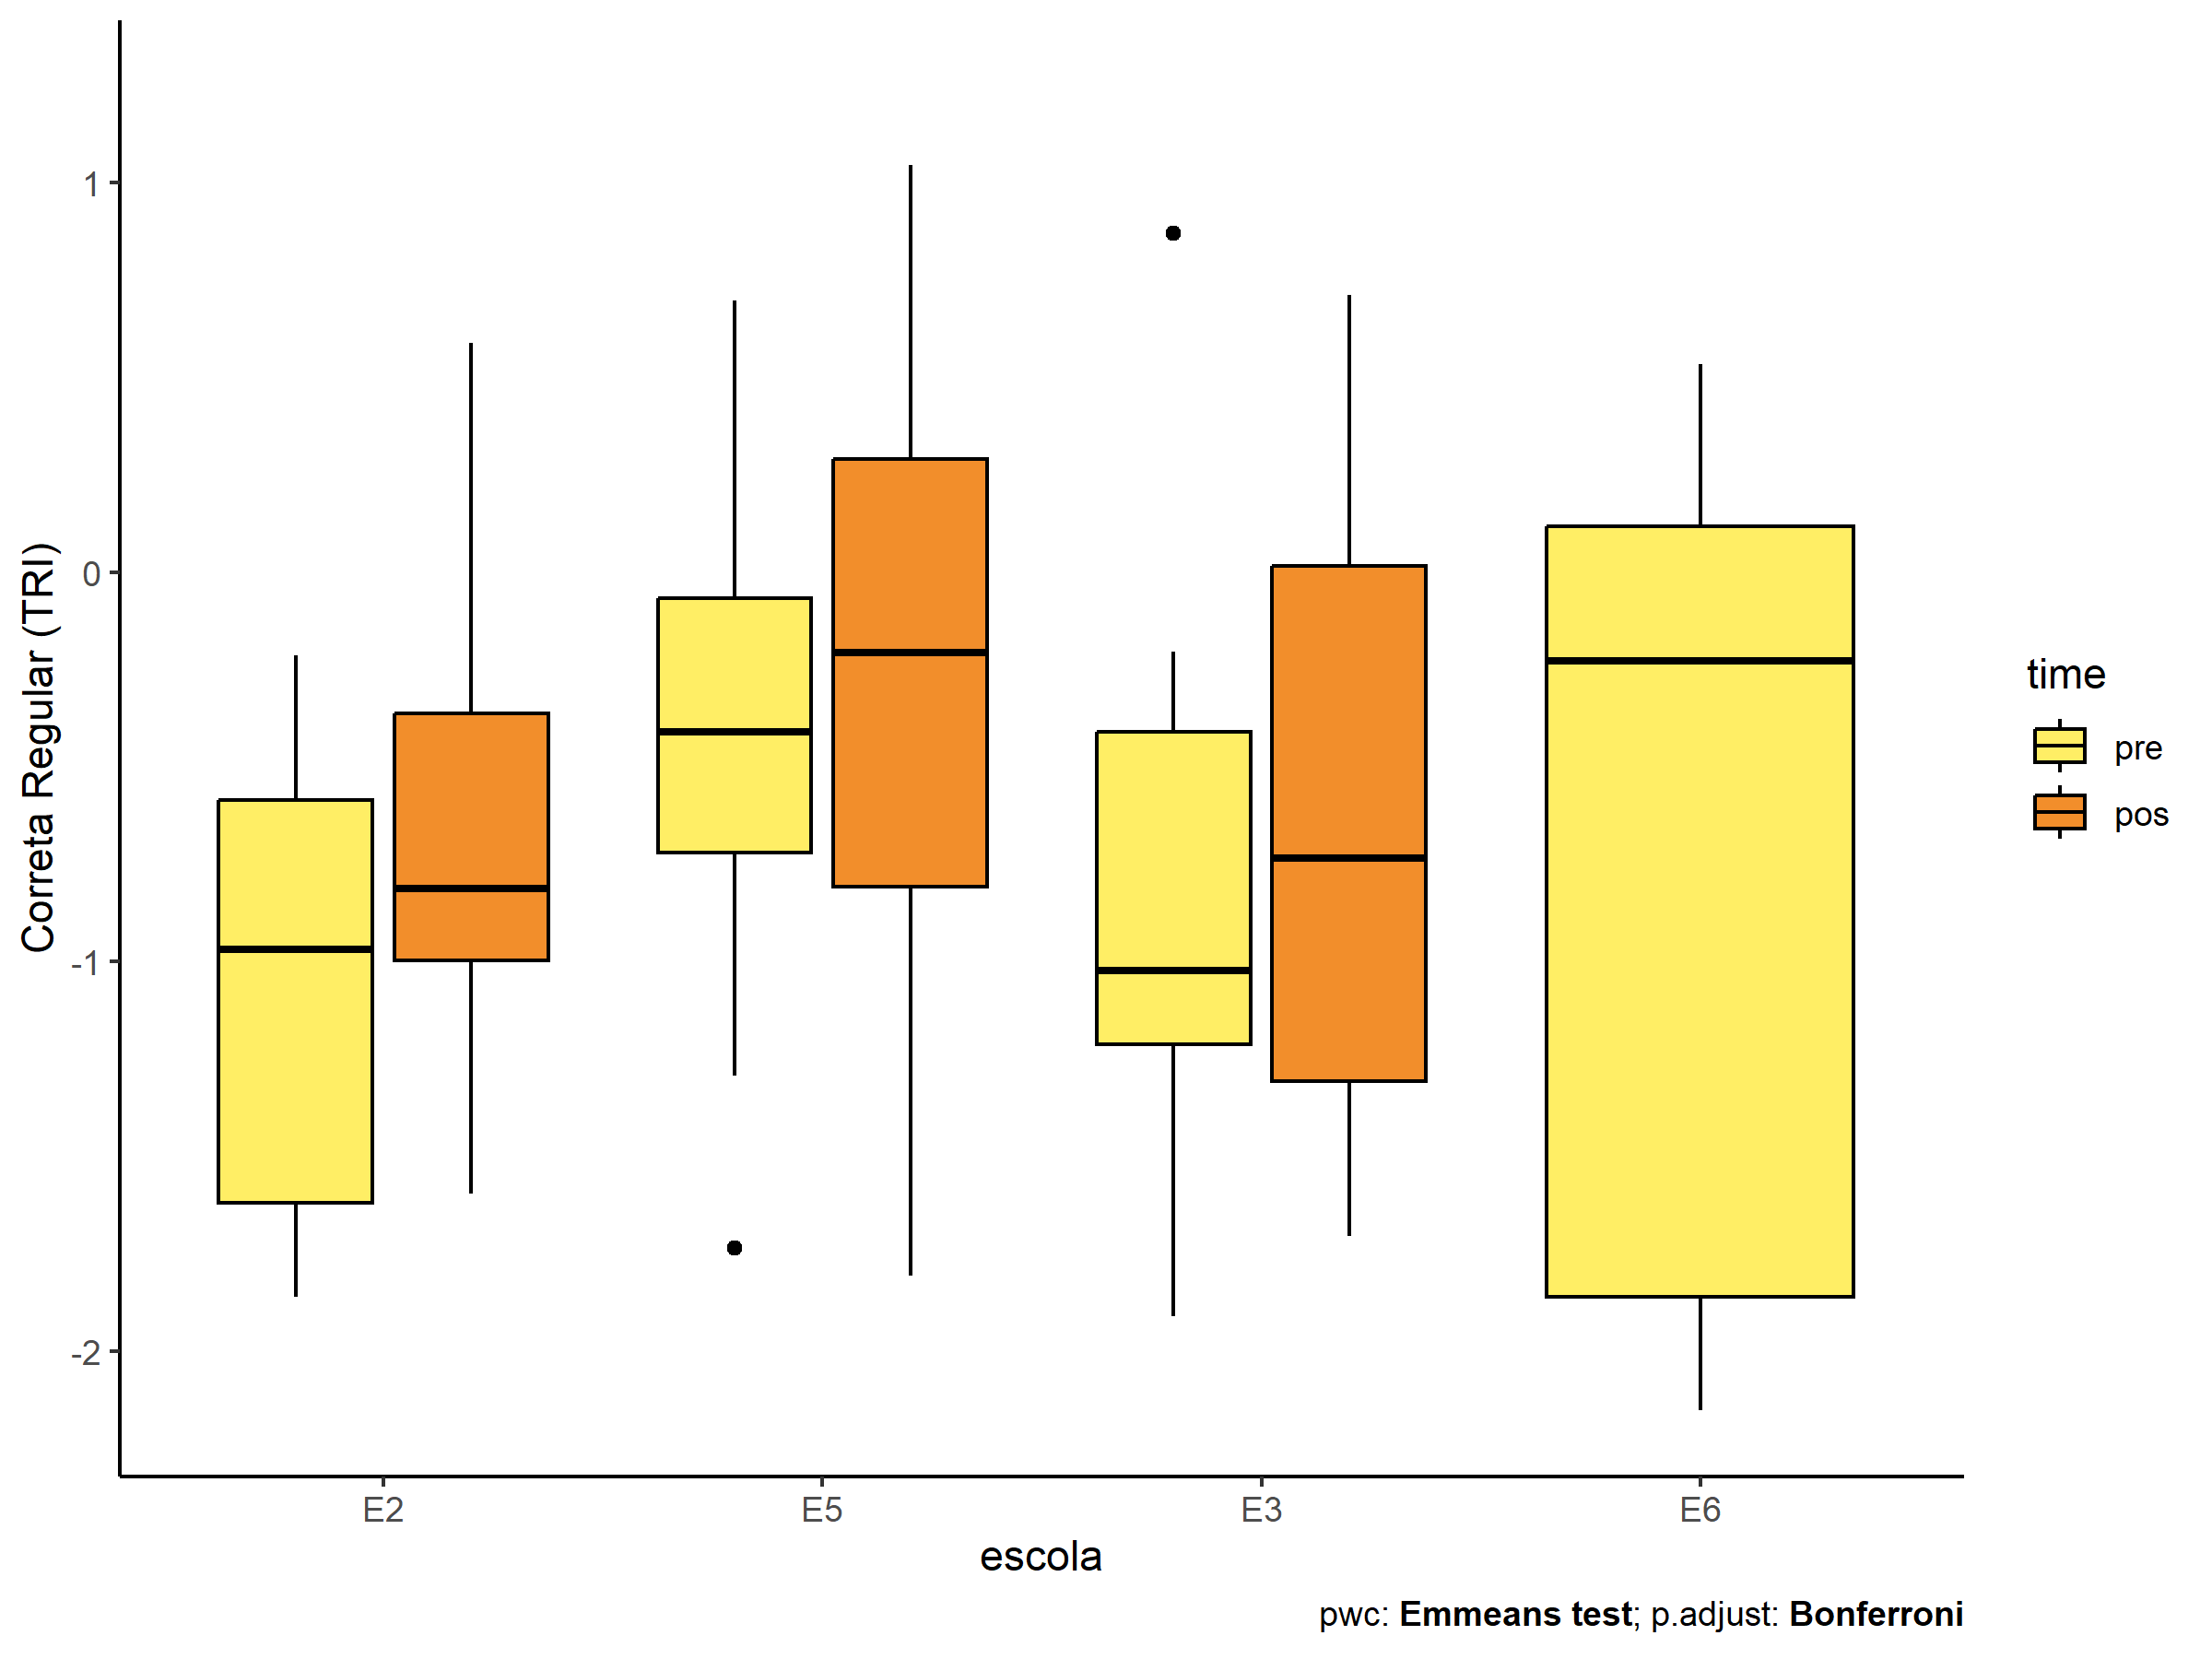 Correta Regular (TRI)
1
0
-1
-2
E2
E5
E3
E6
escola
time
pre
pos
pwc: Emmeans test; p.adjust: Bonferroni